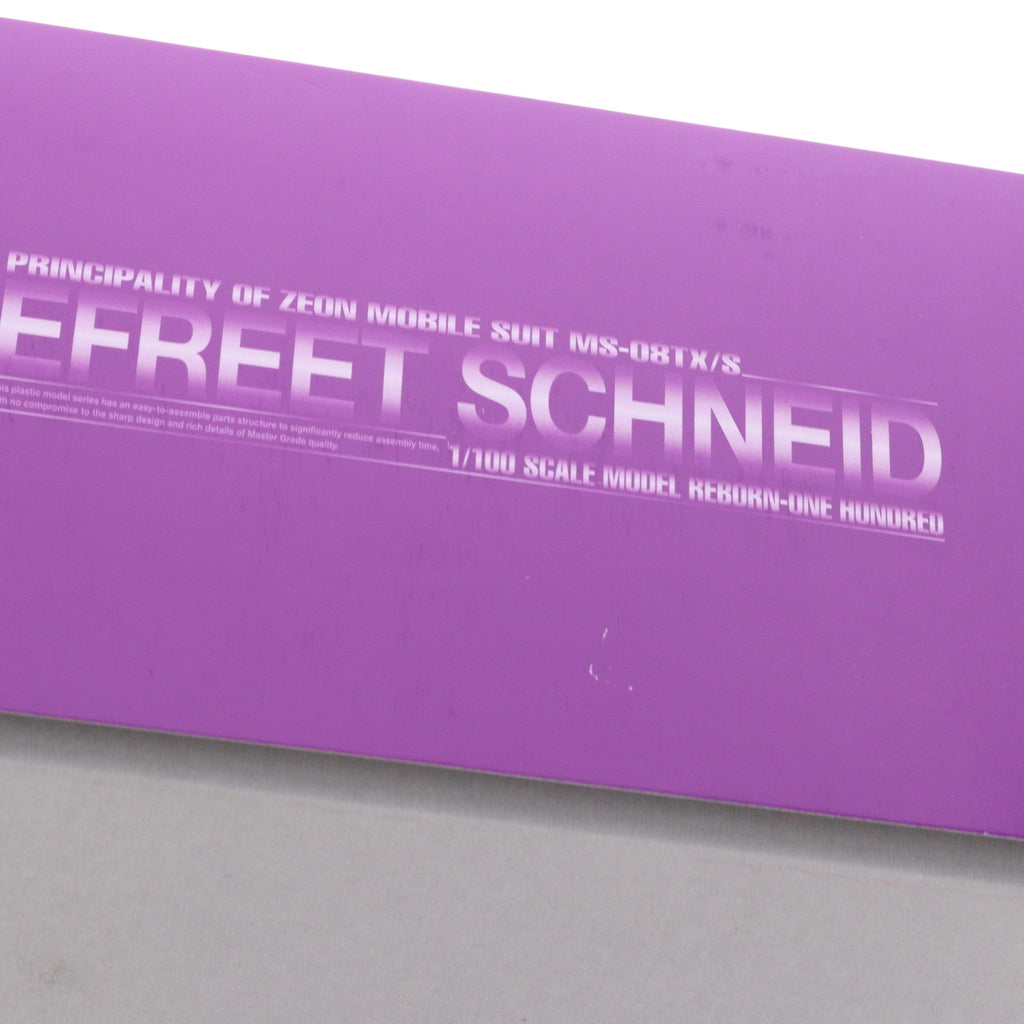 PRINCIPALITY OF ZEON MOBILE SUIT MS-08TX/S
EFREET SCHNEID
is plastic model series has an easy-to-assemble parts structure to significantly reduce assembly time,
th no compromise to the sharp design and rich details of Master Grade quality.
1/100 SCALE MODEL REBORN-ONE HUNDRED